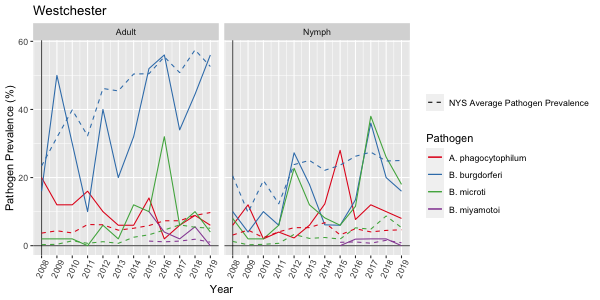 Westchester
Adult
Nymph
Pathogen Prevalence (%)
60
40
20
0
2008 2009 2010 2011 2012 2013 2014 2015 2016 2017 2018 2019
2008 2009 2010 2011 2012 2013 2014 2015 2016 2017 2018 2019
Year
NYS Average Pathogen Prevalence
Pathogen
A. phagocytophilum
B. burgdorferi
B. microti
B. miyamotoi